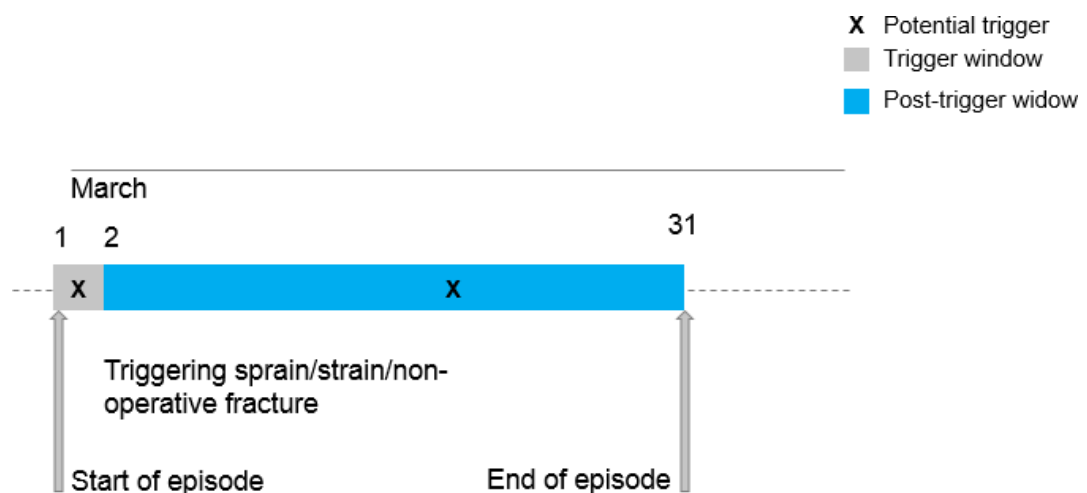 X Potential trigger
Trigger window
Post-trigger widow
March
1 2 31
X X
Triggering sprain/strain/non-
operative fracture
Start of episode End of episode